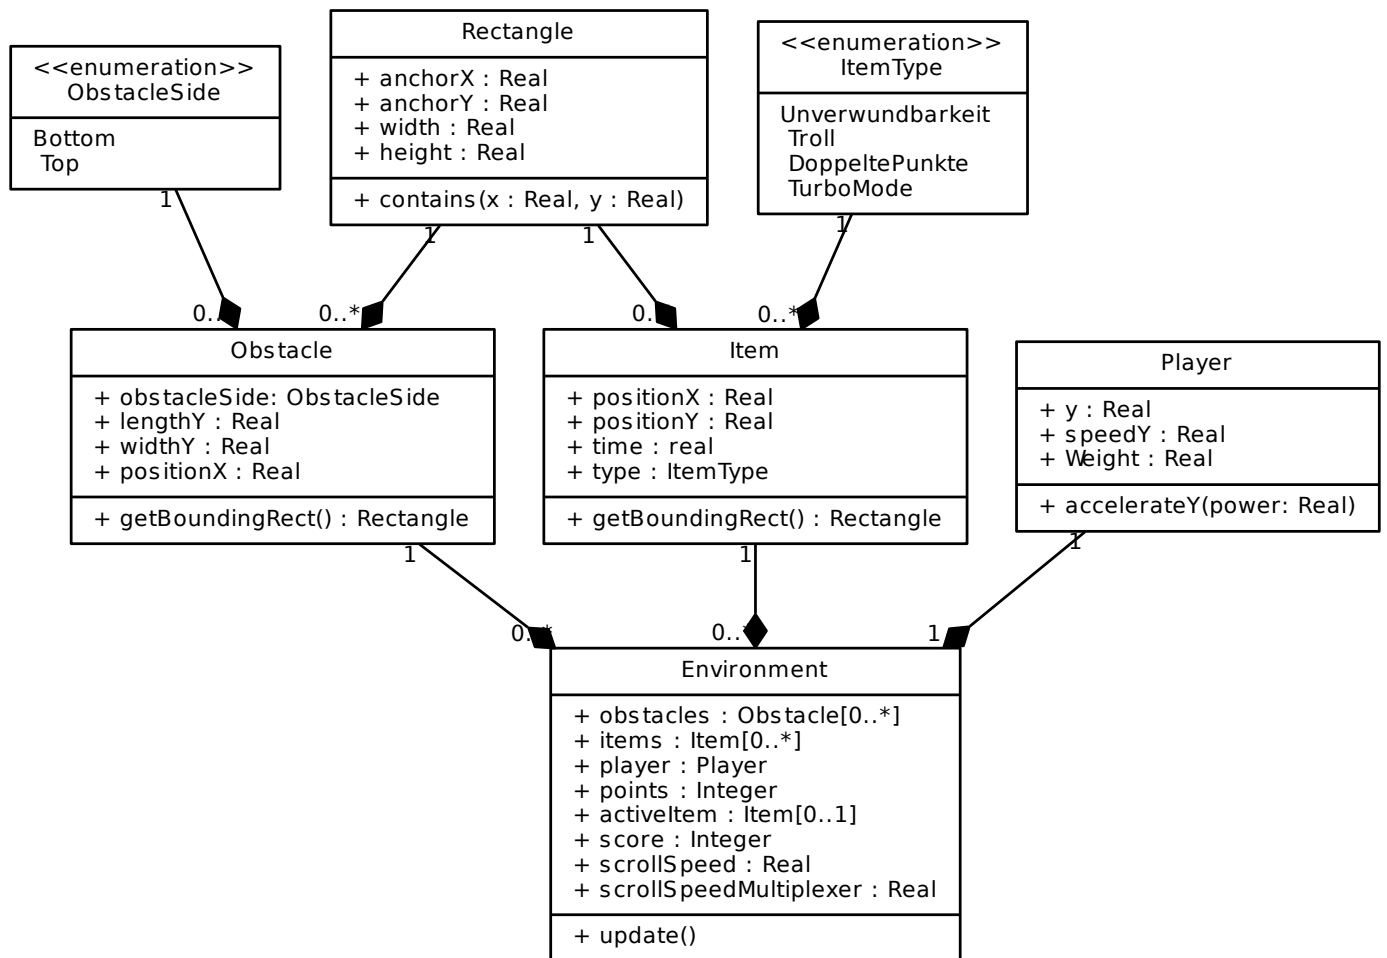 <<enumeration>>
ObstacleSide
Bottom
Top
1
Rectangle
+ anchorX : Real
+ anchorY : Real
+ width : Real
+ height : Real
+ contains(x : Real, y : Real)
1
1
<<enumeration>>
ItemType
Unverwundbarkeit
Troll
DoppeltePunkte
TurboMode
1
0..
0..*
0..
0..*
Obstacle
+ obstacleSide: ObstacleSide
+ lengthY : Real
+ widthY : Real
+ positionX : Real
+ getBoundingRect() : Rectangle
1
Item
+ positionX : Real
+ positionY : Real
+ time : real
+ type : ItemType
+ getBoundingRect() : Rectangle
1
Player
+ y : Real
+ speedY : Real
+ Weight : Real
+ accelerateY(power: Real)
1
0..*
0..
1
Environment
+ obstacles : Obstacle[0..*]
+ items : Item[0..*]
+ player : Player
+ points : Integer
+ activeItem : Item[0..1]
+ score : Integer
+ scrollSpeed : Real
+ scrollSpeedMultiplexer : Real
+ update()